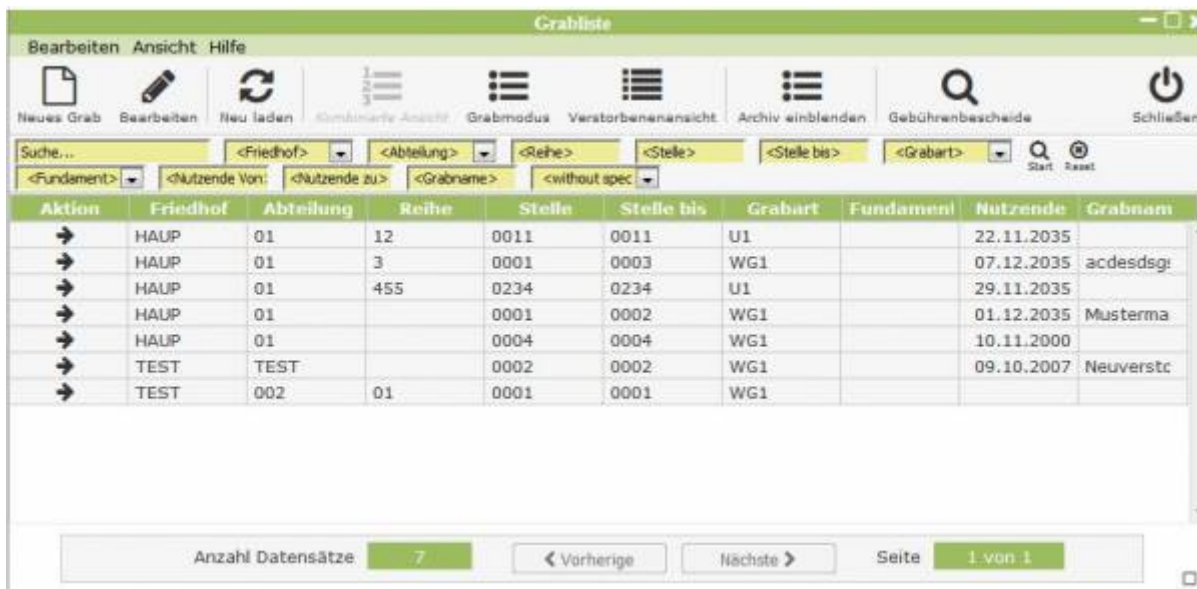 Grabliste
Bearbeiten Ansicht Hilfe
Neues Grab Bearbeiten Neu laden Kombinierte Ansicht Grabmodus Verstorbenenansicht Archiv einblenden Gebührenbescheide Schließen
Suche... <Friedhof> <Abteilung> <Reihe> <Stelle> <Stelle bis> <Grabart> Start Reset
<Fundament> <Nutzende Von: <Nutzende zu> <Grabname> <without spec
Aktion Friedhof Abteilung Reihe Stelle Stelle bis Grabart Fundament Nutzende Grabnam
HAUP 01 12 0011 0011 U1 22.11.2035
HAUP 01 3 0001 0003 WG1 07.12.2035 acdesdsg
HAUP 01 455 0234 0234 U1 29.11.2035
HAUP 01 0001 0002 WG1 01.12.2035 Musterma
HAUP 01 0004 0004 WG1 10.11.2000
TEST TEST 0002 0002 WG1 09.10.2007 Neuverstc
TEST 002 01 0001 0001 WG1
Anzahl Datensätze 7 Vorherige Nächste Seite 1 von 1